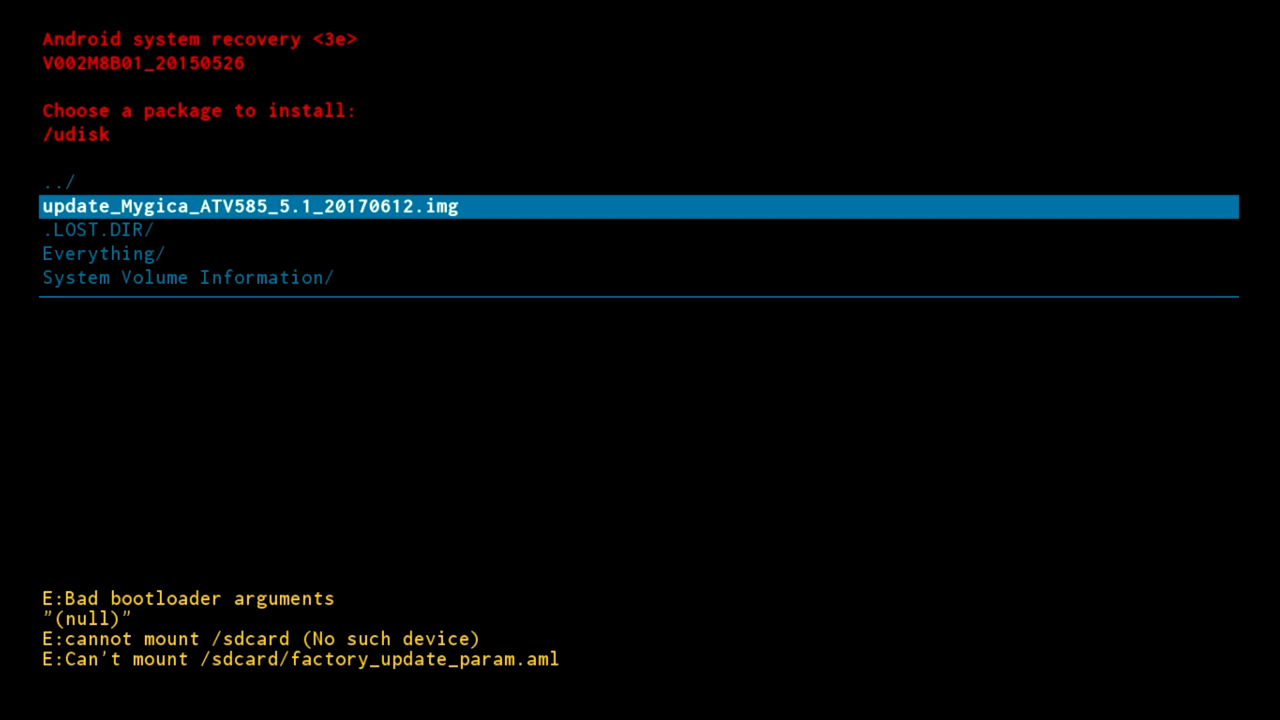 Android system recovery <3e>
V002M8B01_20150526
Choose a package to install:
/udisk
../
update_Mygica_ATV585_5.1_20170612.img
.LOST.DIR/
Everything/
System Volume Information/
E:Bad bootloader arguments
"(null)"
E:cannot mount /sdcard (No such device)
E:Can't mount /sdcard/factory_update_param.aml